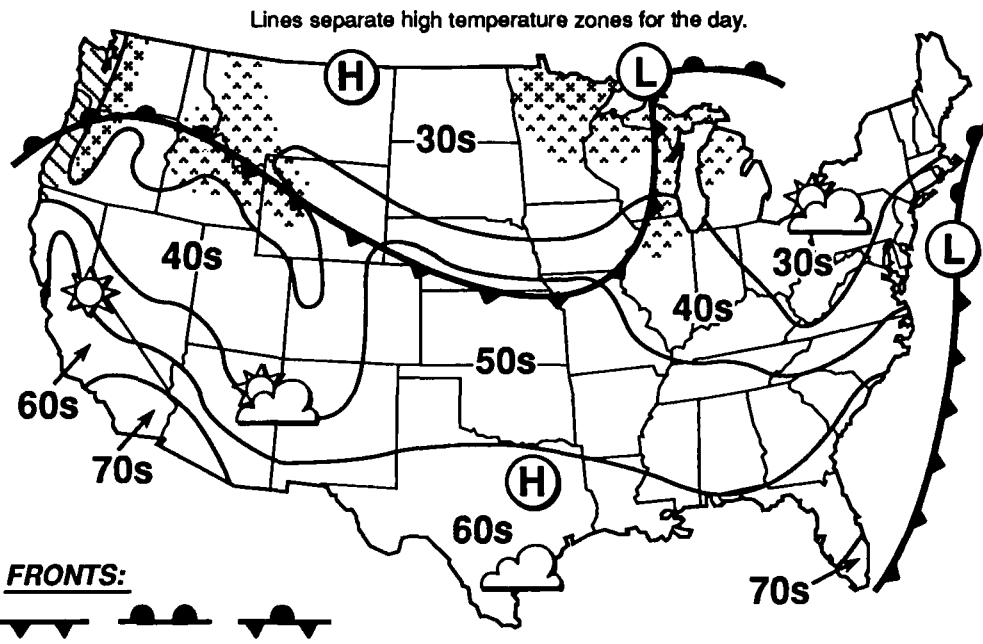 Lines separate high temperature zones for the day.
H
L
30s
40s
30s
L
40s
50s
60s
70s
H
60s
70s
FRONTS: